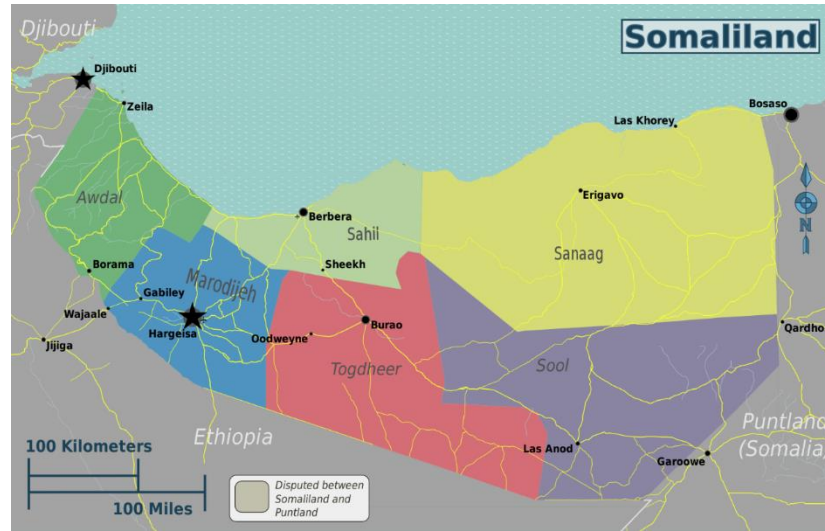 Somaliland
Djibouti
Djibouti
Zeila
Las Khorey
Bosaso
Awdal
Erigavo
Berbera
Sahil
Sanaag
N
Borama
Sheekh
Marodijeh
Gabiley
Wajaale
Hargeisa
Burao
Qardho
Oodweyne
Jijiga
Togdheer
Sool
Ethiopia
Puntland
(Somalia)
Las Anod
Garoowe
100 Kilometers
100 Miles
Disputed between
Somaliland and
Puntland